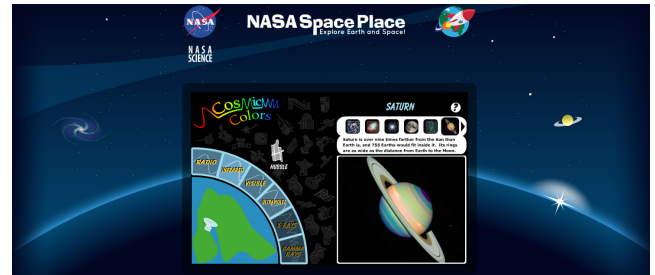 NASA
NASA Space Place
Explore Earth and Space!
NASA
SCIENCE
COSMIC
Colors
SATURN
?
Saturn is over nine times farther from the Sun than
Earth is, and 755 Earths would fit inside it. Its rings
are as wide as the distance from Earth to the Moon.
HUBBLE
RADIO
INFRARED
VISIBLE
ULTRAVIOLET
X-RAYS
GAMMA
RAYS